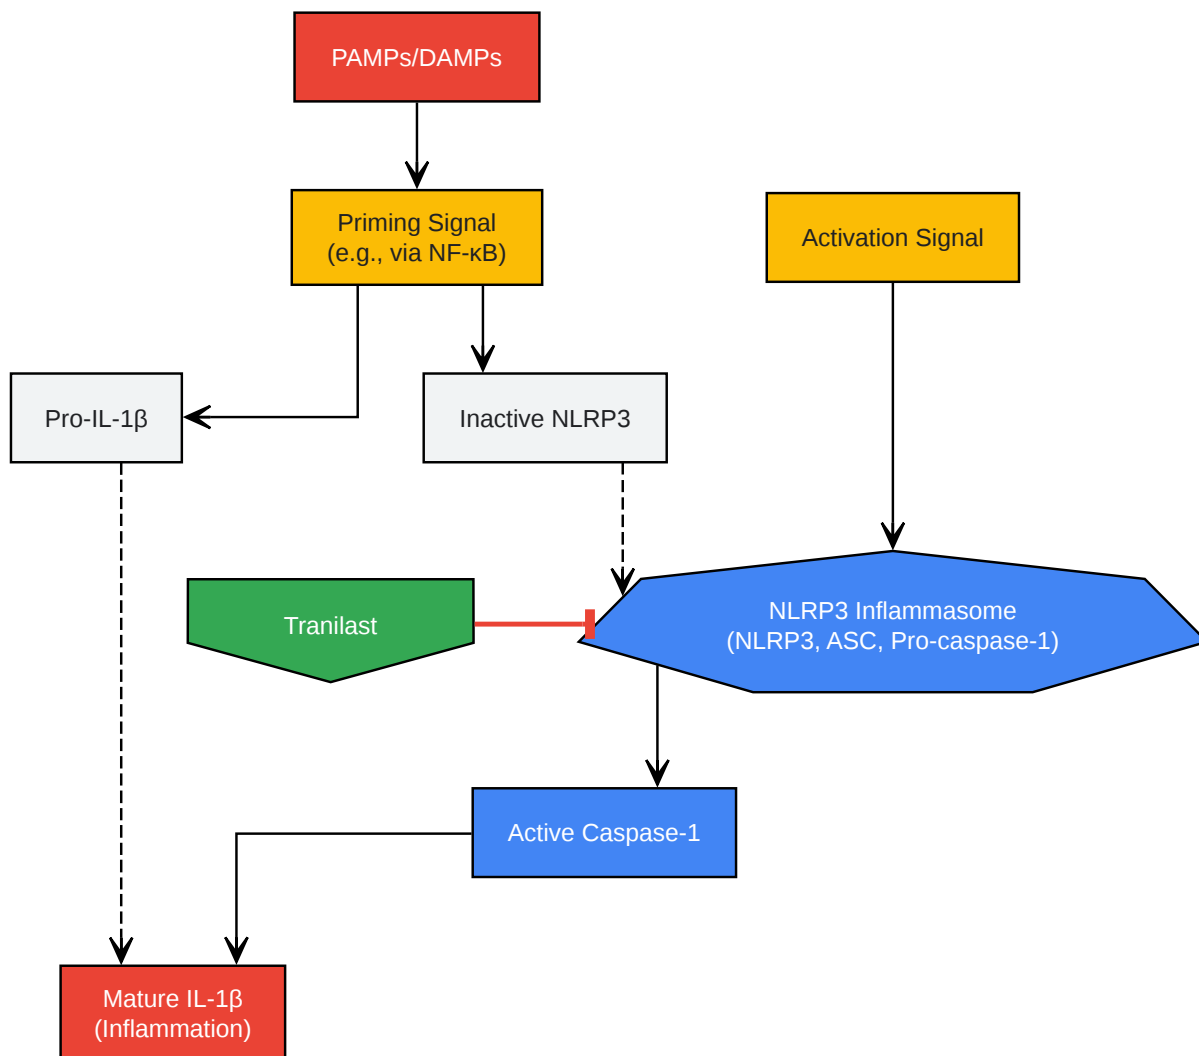 PAMPs/DAMPs
Priming Signal
(e.g., via NF-κB)
Activation Signal
Pro-IL-1β
Inactive NLRP3
Tranilast
NLRP3 Inflammasome
(NLRP3, ASC, Pro-caspase-1)
Active Caspase-1
Mature IL-1β
(Inflammation)